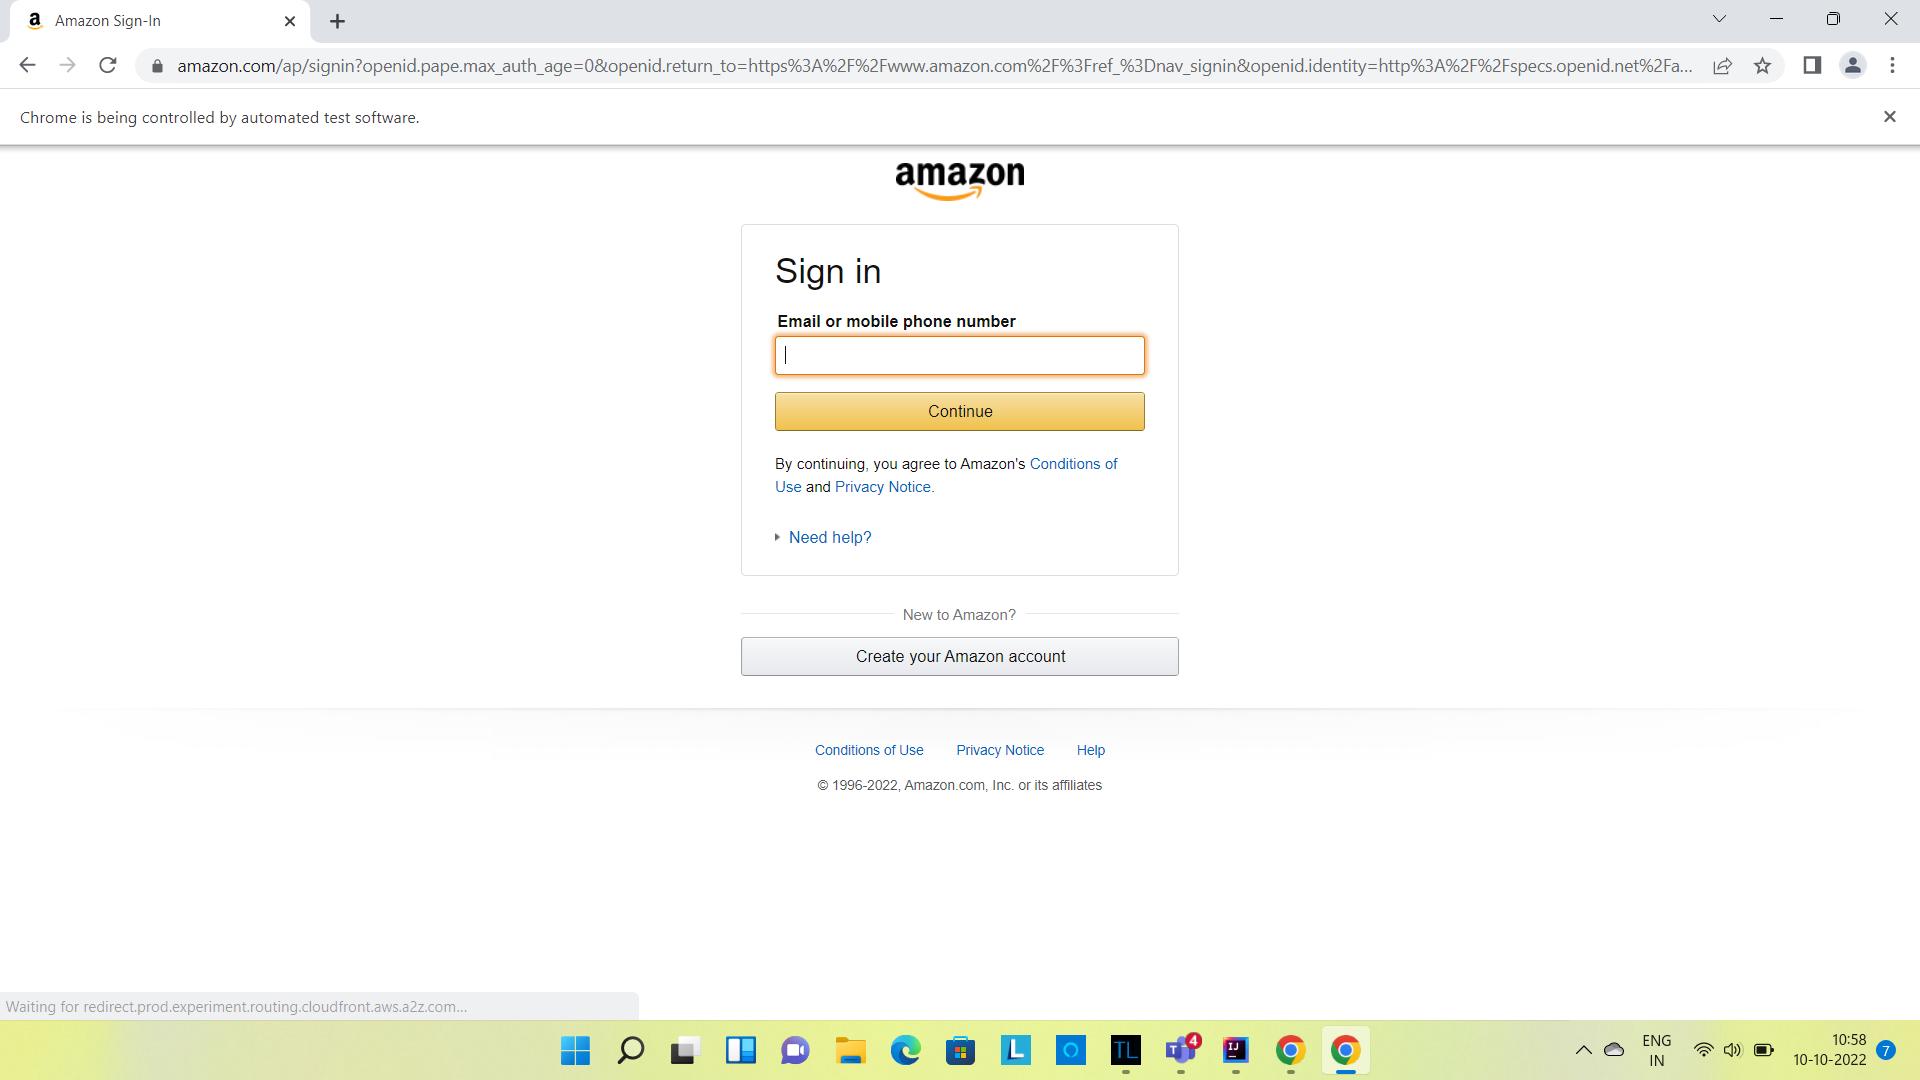 Amazon Sign-In
amazon.com/ap/signin?openid.pape.max_auth_age=0&openid.return_to=https%3A%2F%2Fwww.amazon.com%2F%3Fref_%3Dnav_signin&openid.identity=http%3A%2F%2Fspecs.openid.net%2Fa...
Chrome is being controlled by automated test software.
amazon
Sign in
Email or mobile phone number
Continue
By continuing, you agree to Amazon's Conditions of
Use and Privacy Notice.
Need help?
New to Amazon?
Create your Amazon account
Conditions of Use Privacy Notice Help
© 1996-2022, Amazon.com, Inc. or its affiliates
Waiting for redirect.prod.experiment.routing.cloudfront.aws.a2z.com...
L
TL
T
4
IJ
ENG
IN
10:58
10-10-2022
7